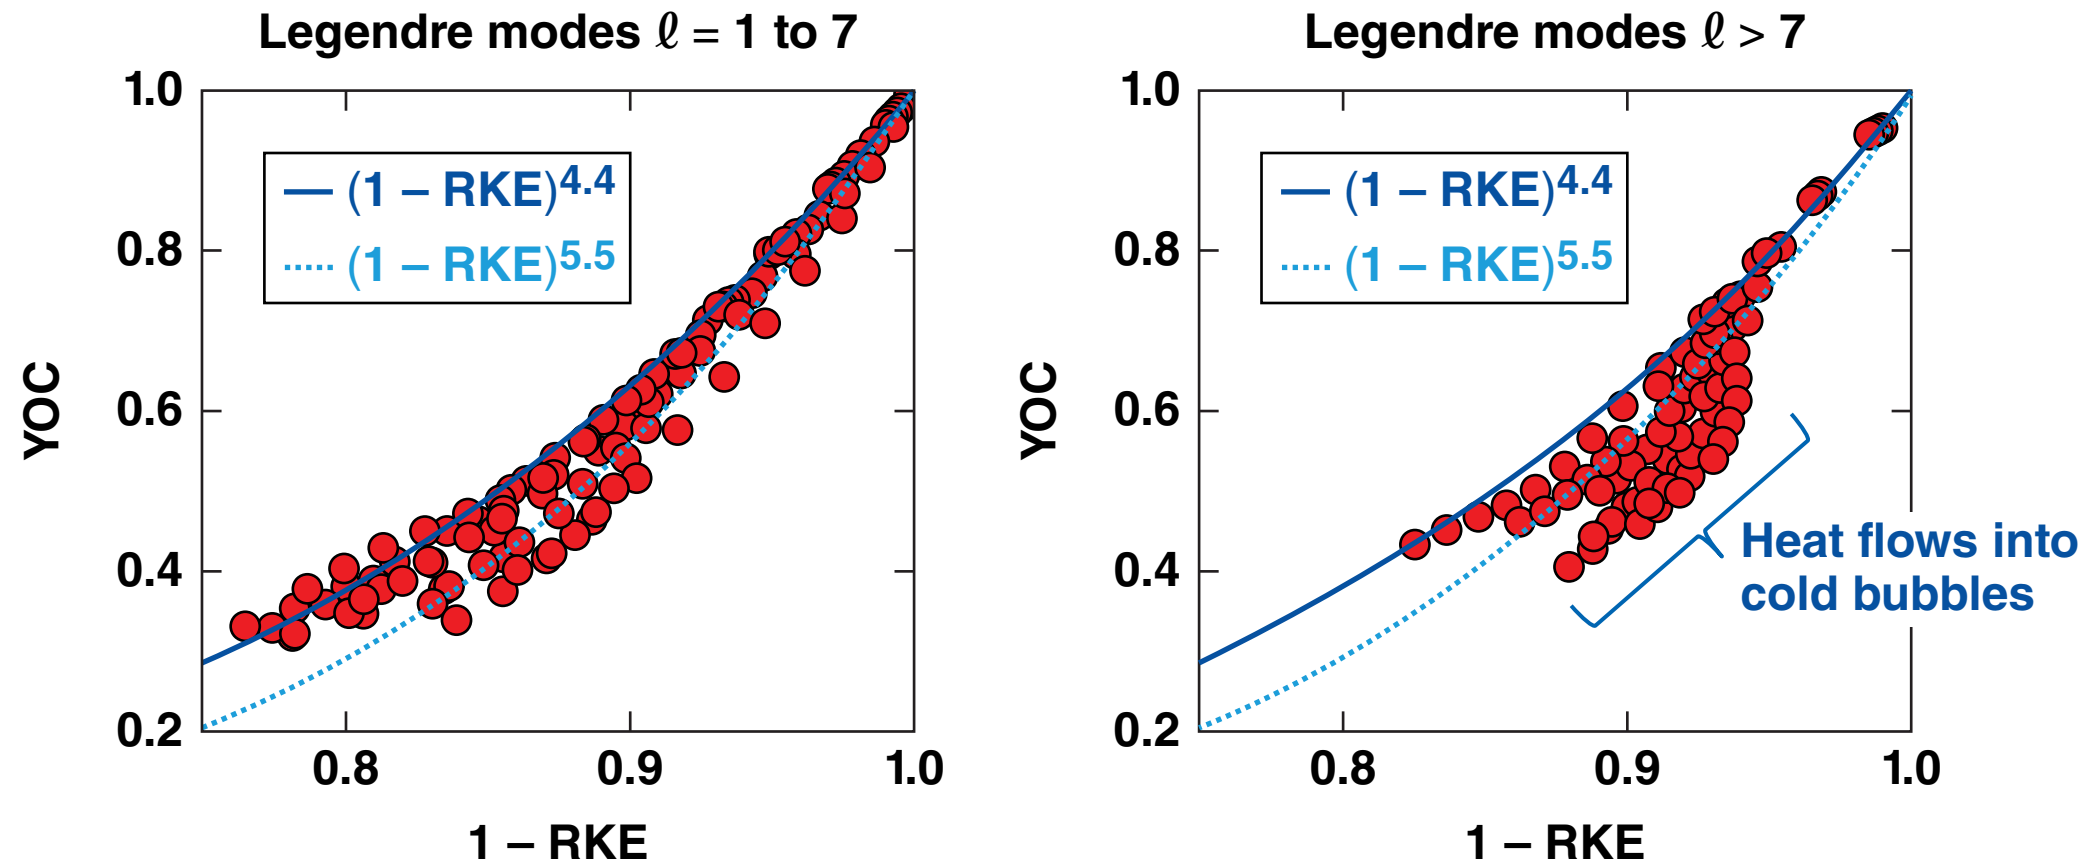 Legendre modes ℓ = 1 to 7
1.0
0.8
0.6
0.4
0.2
YOC
(1 – RKE)4.4
(1 – RKE)5.5
0.8
0.9
1.0
1 – RKE
Legendre modes ℓ > 7
1.0
0.8
0.6
0.4
0.2
YOC
(1 – RKE)4.4
(1 – RKE)5.5
Heat flows into
cold bubbles
0.8
0.9
1.0
1 – RKE